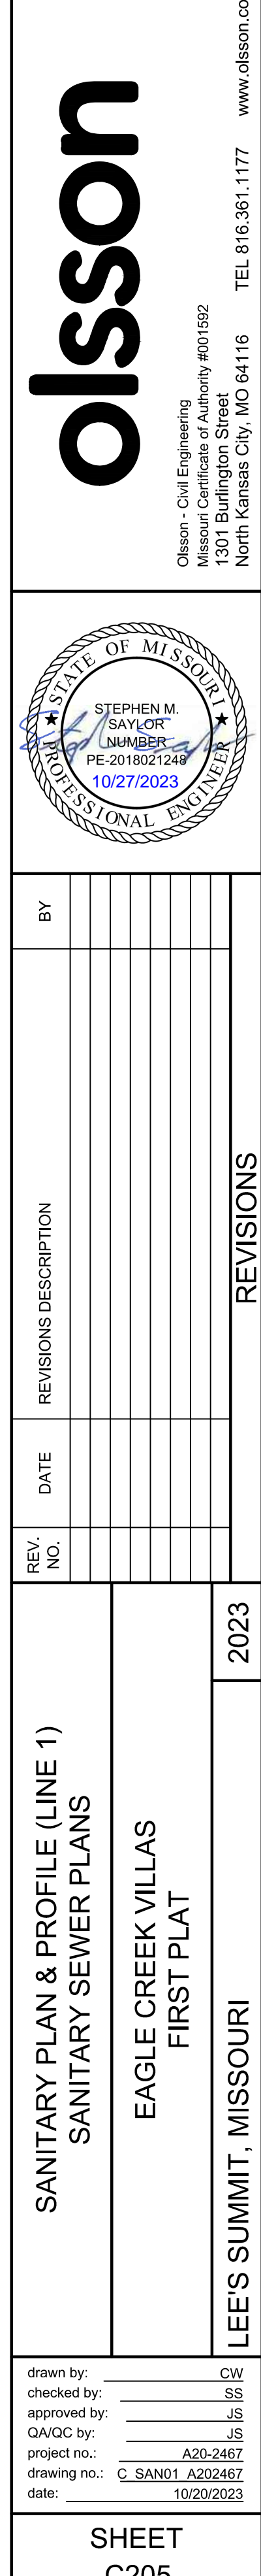 olsson
Olsson - Civil Engineering
Missouri Certificate of Authority #001592
1301 Burlington Street
North Kansas City, MO 64116 TEL 816.361.1177 www.olsson.co
STATE OF MISSOURI
STEPHEN M.
SAYLOR
NUMBER
PE-2018021248
10/27/2023
PROFESSIONAL ENGINEER
REV.
NO.
DATE
REVISIONS DESCRIPTION
BY
REVISIONS
SANITARY PLAN & PROFILE (LINE 1)
SANITARY SEWER PLANS
EAGLE CREEK VILLAS
FIRST PLAT
LEE'S SUMMIT, MISSOURI
2023
drawn by: CW
checked by: SS
approved by: JS
QA/QC by: JS
project no.: A20-2467
drawing no.: C_SAN01_A202467
date: 10/20/2023
SHEET
C205